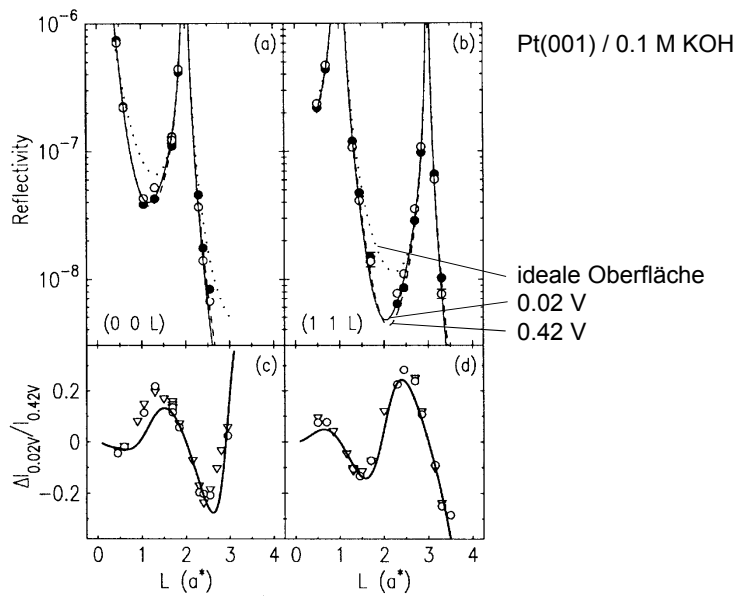 Pt(001) / 0.1 M KOH
10⁻⁶
10⁻⁷
10⁻⁸
Reflectivity
(a)
(b)
(0 0 L)
(1 1 L)
ideale Oberfläche
0.02 V
0.42 V
(c)
(d)
0.2
0
-0.2
ΔI0.02V/I0.42V
0 1 2 3 4
0 1 2 3 4
L (a*)
L (a*)